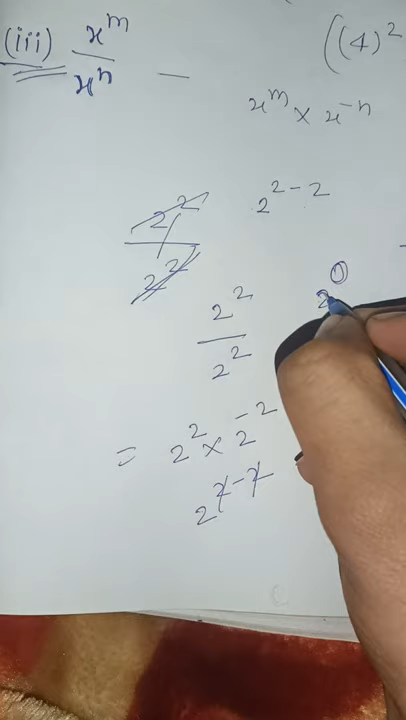 (iii) x^m / x^n — ((4)^2
x^m × x^-n
2^2 / 2^2 2^2-2
2^2 / 2^2 2^0
= 2^2 × 2^-2
2^2-2